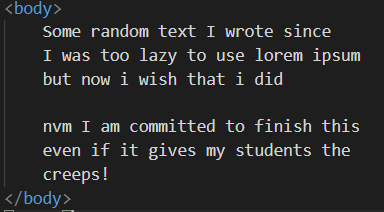 <body>
Some random text I wrote since
I was too lazy to use lorem ipsum
but now i wish that i did
nvm I am committed to finish this
even if it gives my students the
creeps!
</body>